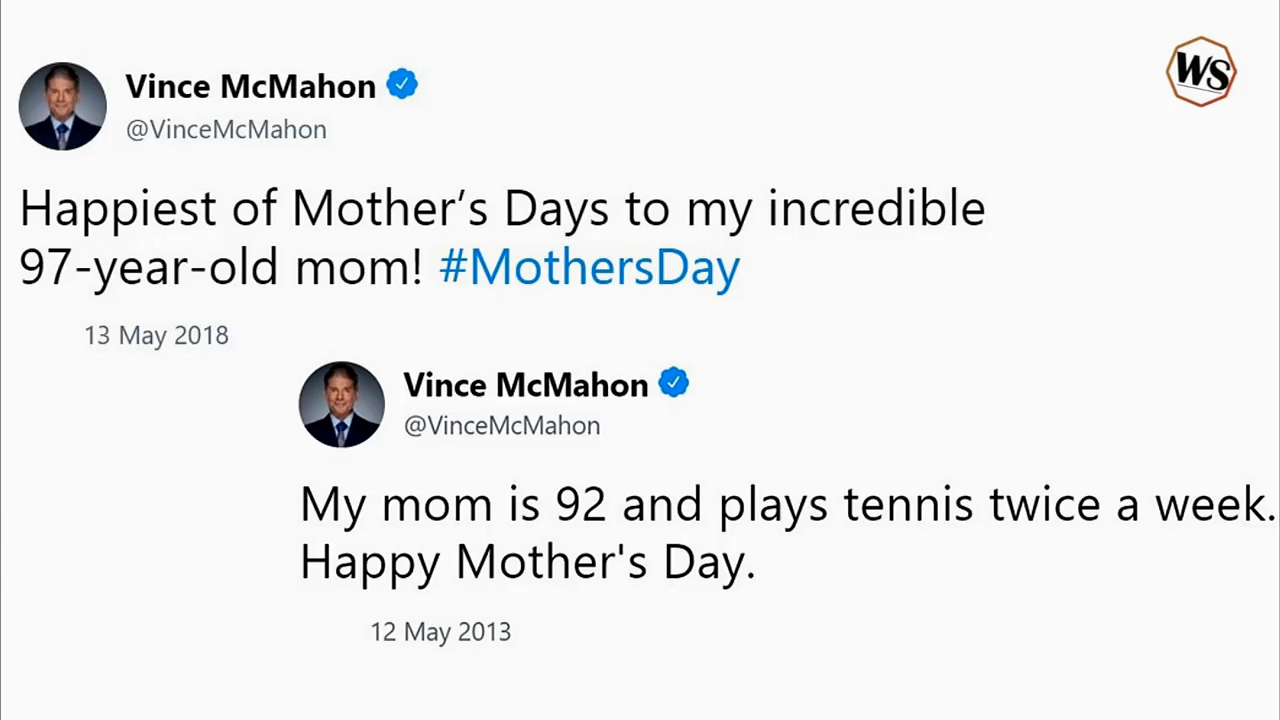 WS
Vince McMahon
@VinceMcMahon
Happiest of Mother’s Days to my incredible
97-year-old mom! #MothersDay
13 May 2018
Vince McMahon
@VinceMcMahon
My mom is 92 and plays tennis twice a week.
Happy Mother's Day.
12 May 2013